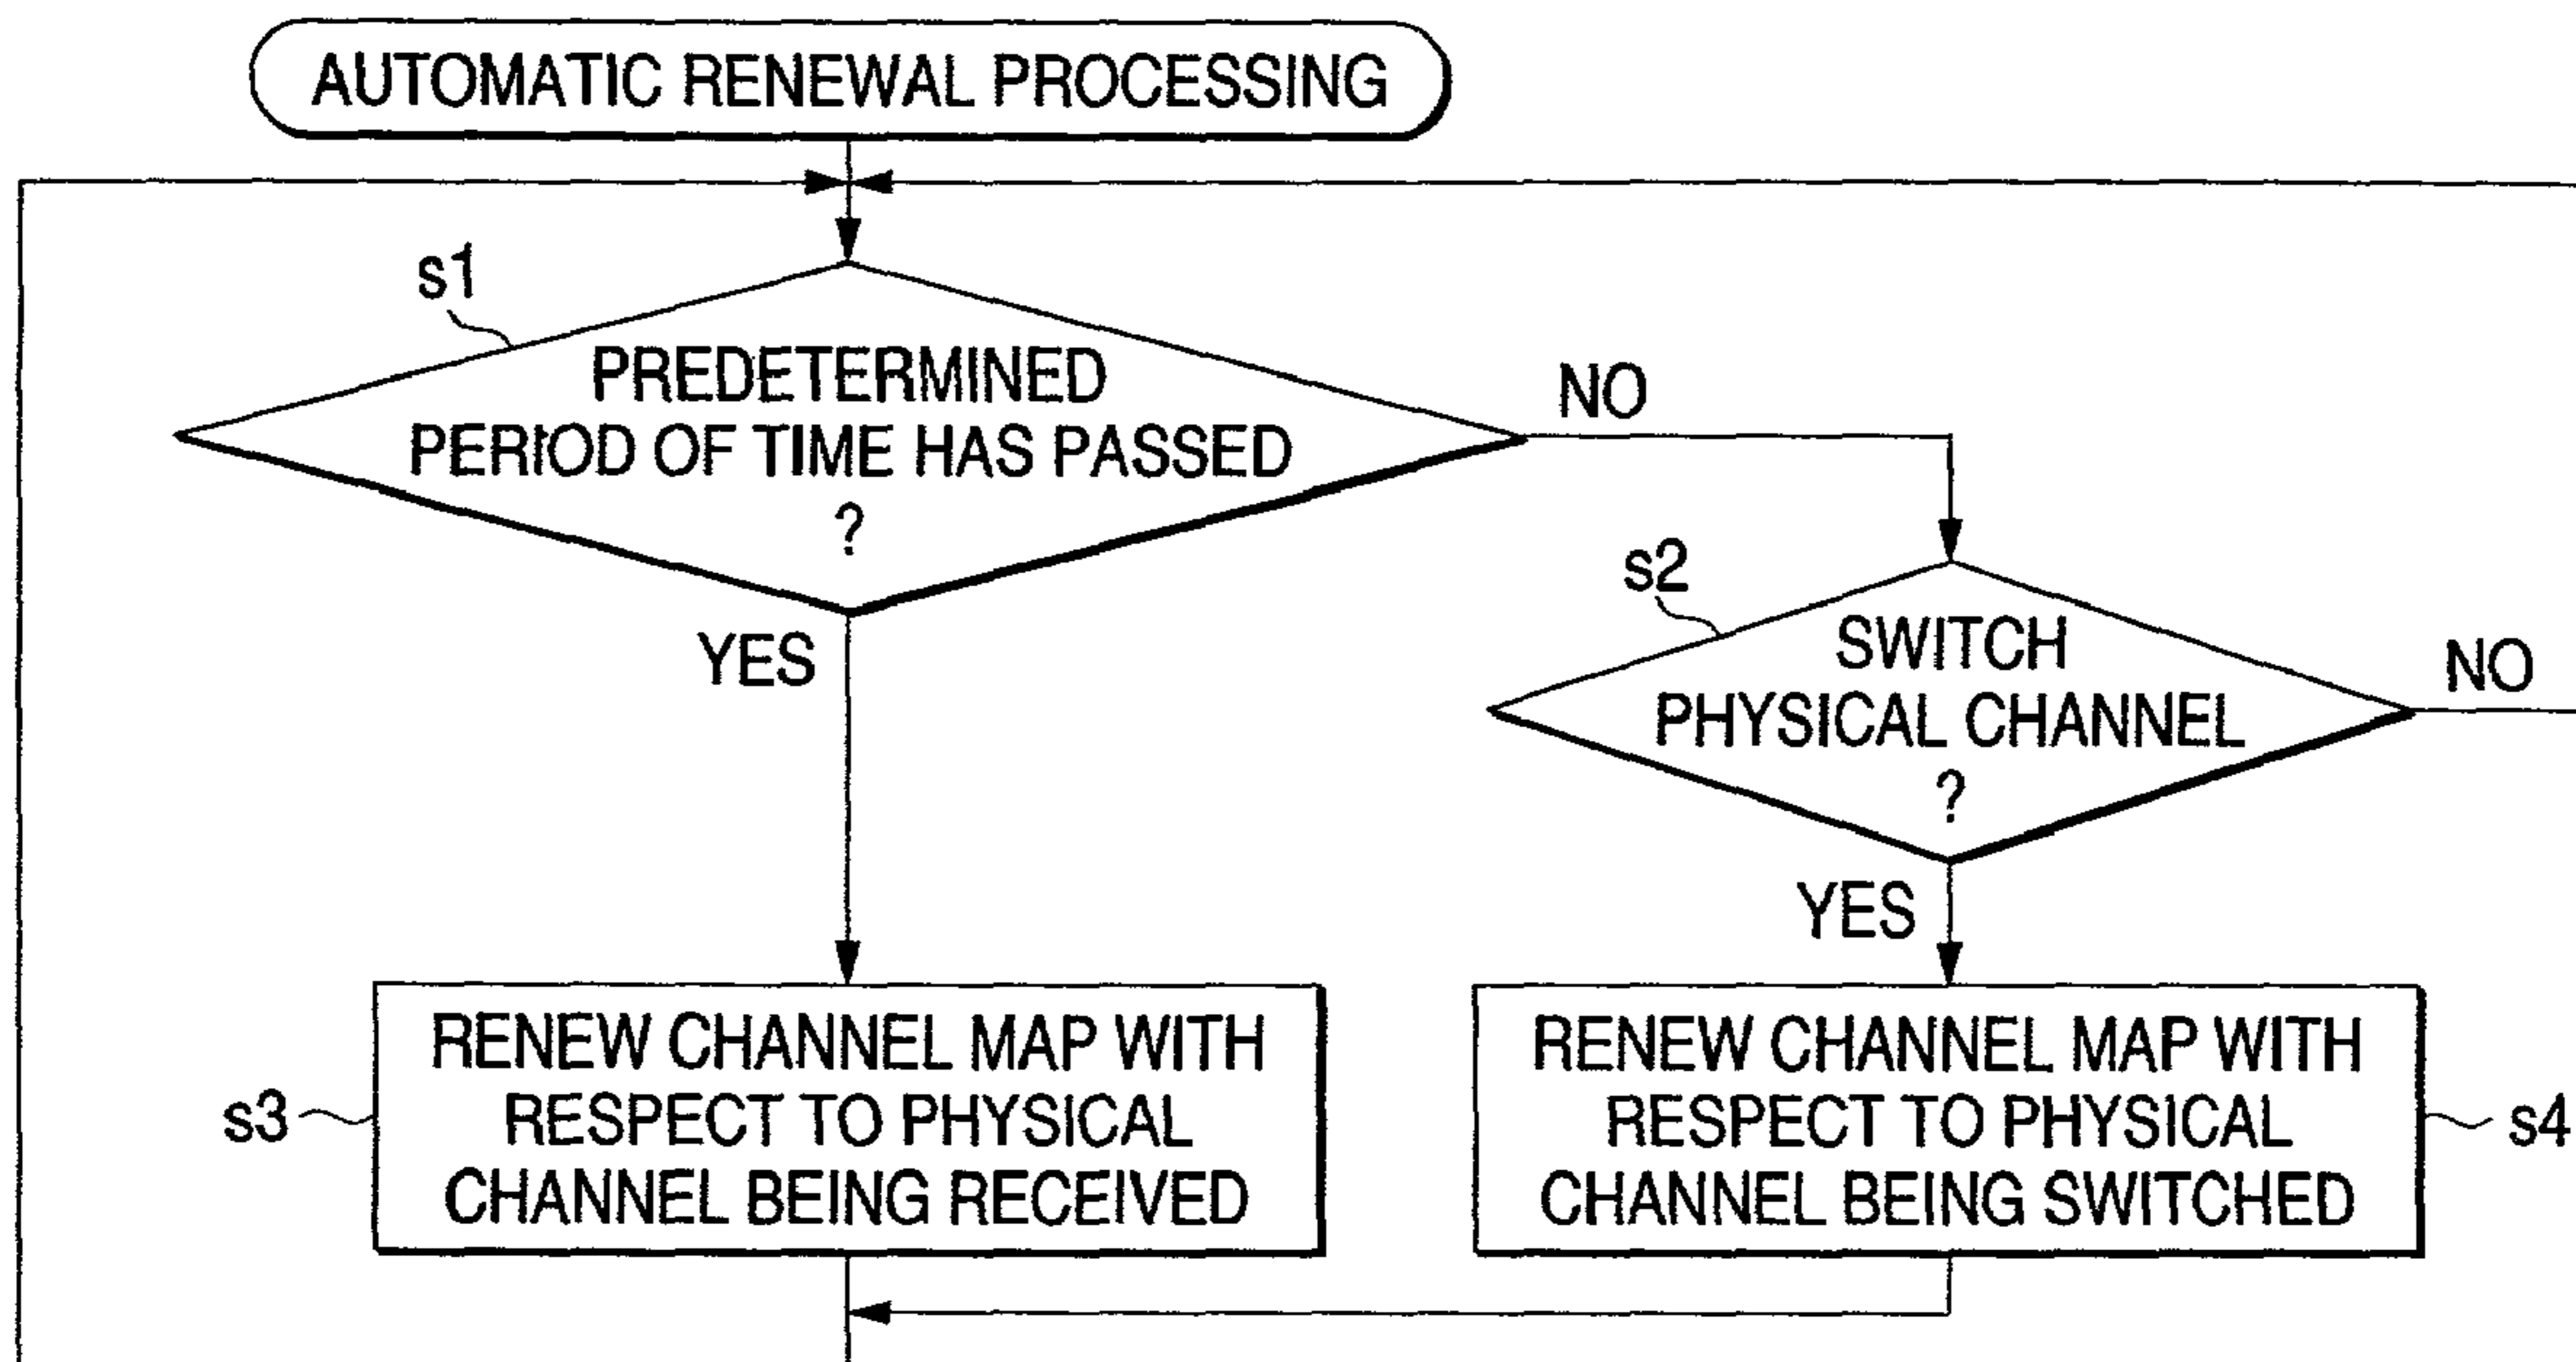 AUTOMATIC RENEWAL PROCESSING
s1
PREDETERMINED
PERIOD OF TIME HAS PASSED
?
NO
YES
s2
SWITCH
PHYSICAL CHANNEL
?
NO
YES
s3
RENEW CHANNEL MAP WITH
RESPECT TO PHYSICAL
CHANNEL BEING RECEIVED
RENEW CHANNEL MAP WITH
RESPECT TO PHYSICAL
CHANNEL BEING SWITCHED
s4